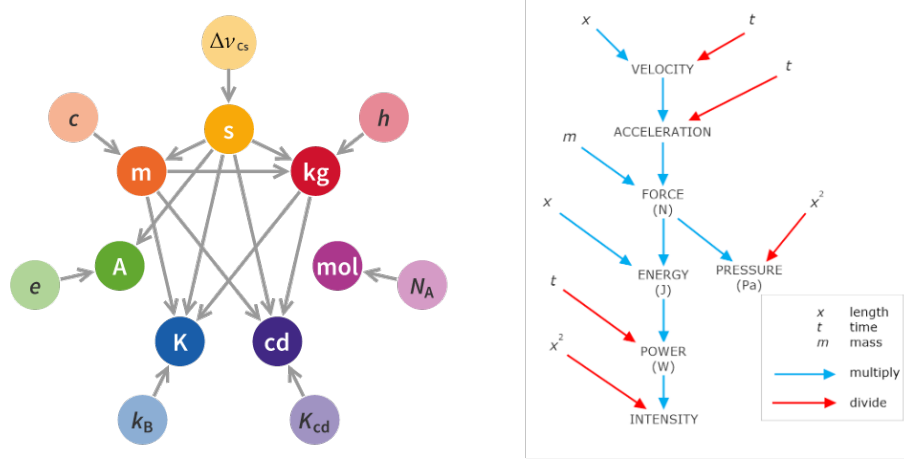 Δν_Cs
c
s
h
m
kg
e
A
mol
N_A
K
cd
k_B
K_cd
x
t
VELOCITY
t
ACCELERATION
m
FORCE
(N)
x
x²
ENERGY
(J)
PRESSURE
(Pa)
t
x²
POWER
(W)
INTENSITY
x length
t time
m mass
multiply
divide